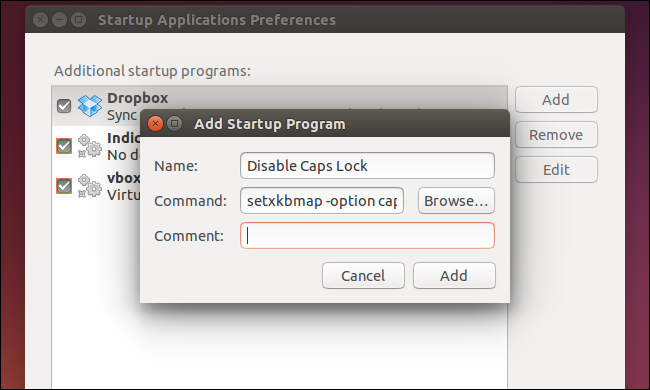 Startup Applications Preferences
Additional startup programs:
Dropbox
Sync
Add
Add Startup Program
Indic
No d
Remove
Name: Disable Caps Lock
vbox
Virtu
Edit
Command: setxkbmap -option cap Browse...
Comment:
Cancel Add